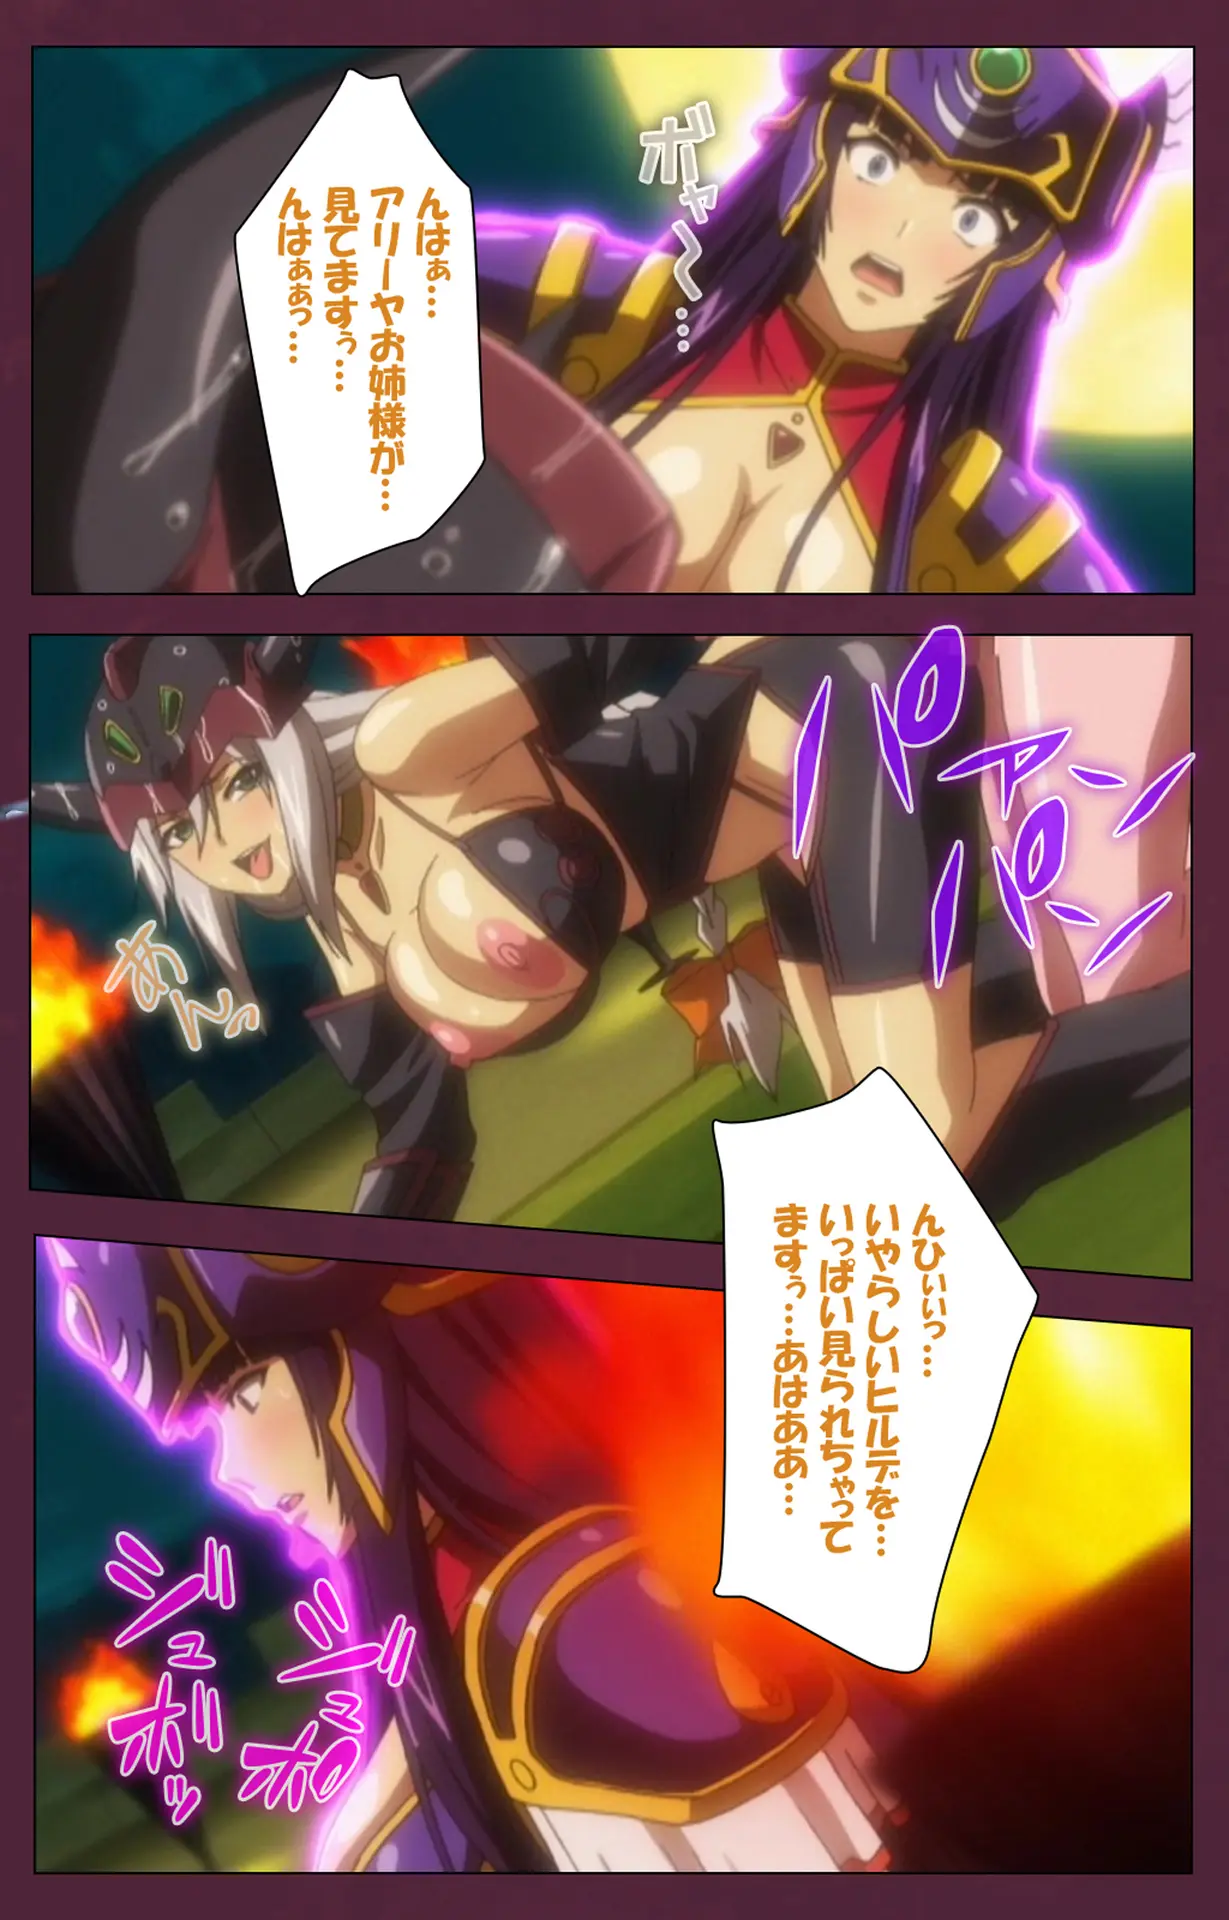 ボャ〜…
んはぁ…
アリーヤお姉様が…
見てますぅ…
んはぁぁっ…
パァン
パァン
あんっ
んひぃぃっ…
いやらしいヒルデを…
いっぱい見られちゃって
ますぅ…あはああ…
ジュボッ
ジュポ